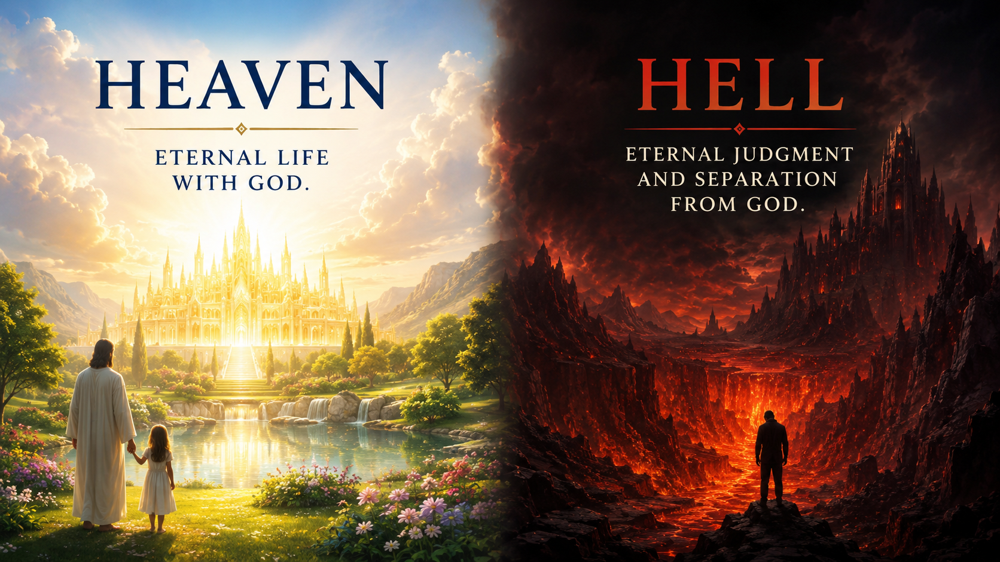 HEAVEN
ETERNAL LIFE
WITH GOD.
HELL
ETERNAL JUDGMENT
AND SEPARATION
FROM GOD.